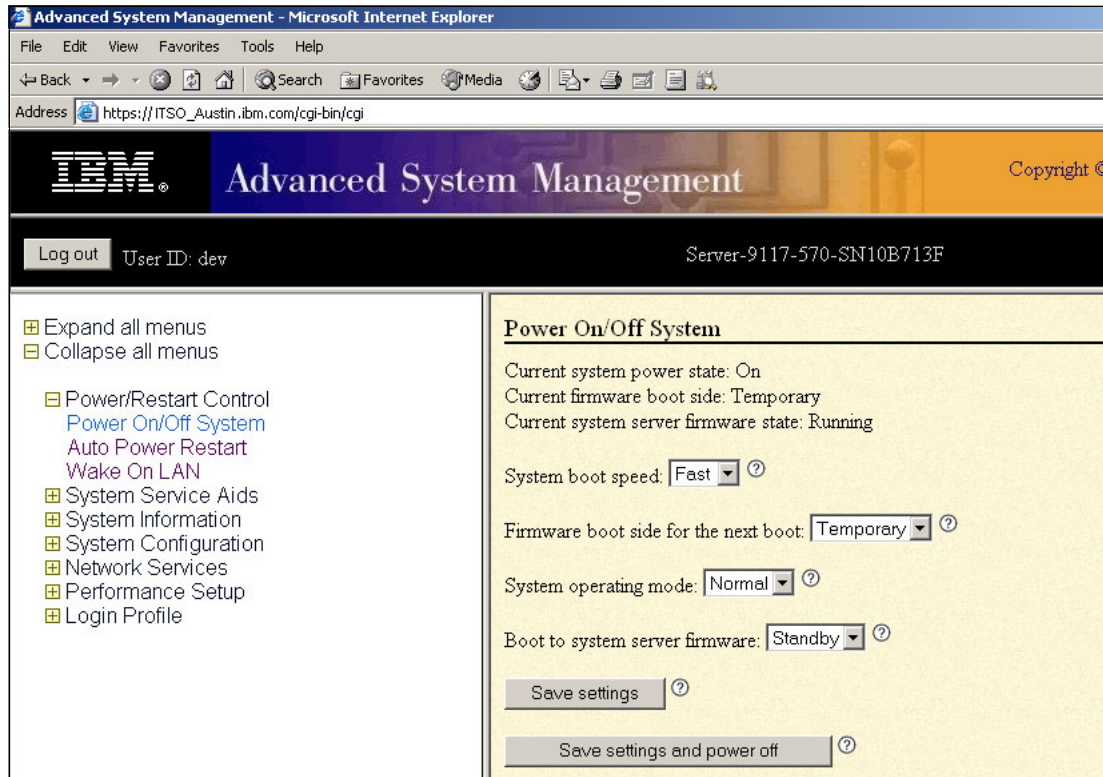 Advanced System Management - Microsoft Internet Explorer
File Edit View Favorites Tools Help
Back Search Favorites Media
Address https://ITSO_Austin.ibm.com/cgi-bin/cgi
IBM® Advanced System Management Copyright ©
Log out User ID: dev Server-9117-570-SN10B713F
Expand all menus
Collapse all menus
Power/Restart Control
Power On/Off System
Auto Power Restart
Wake On LAN
System Service Aids
System Information
System Configuration
Network Services
Performance Setup
Login Profile
Power On/Off System
Current system power state: On
Current firmware boot side: Temporary
Current system server firmware state: Running
System boot speed: Fast ?
Firmware boot side for the next boot: Temporary ?
System operating mode: Normal ?
Boot to system server firmware: Standby ?
Save settings ?
Save settings and power off ?